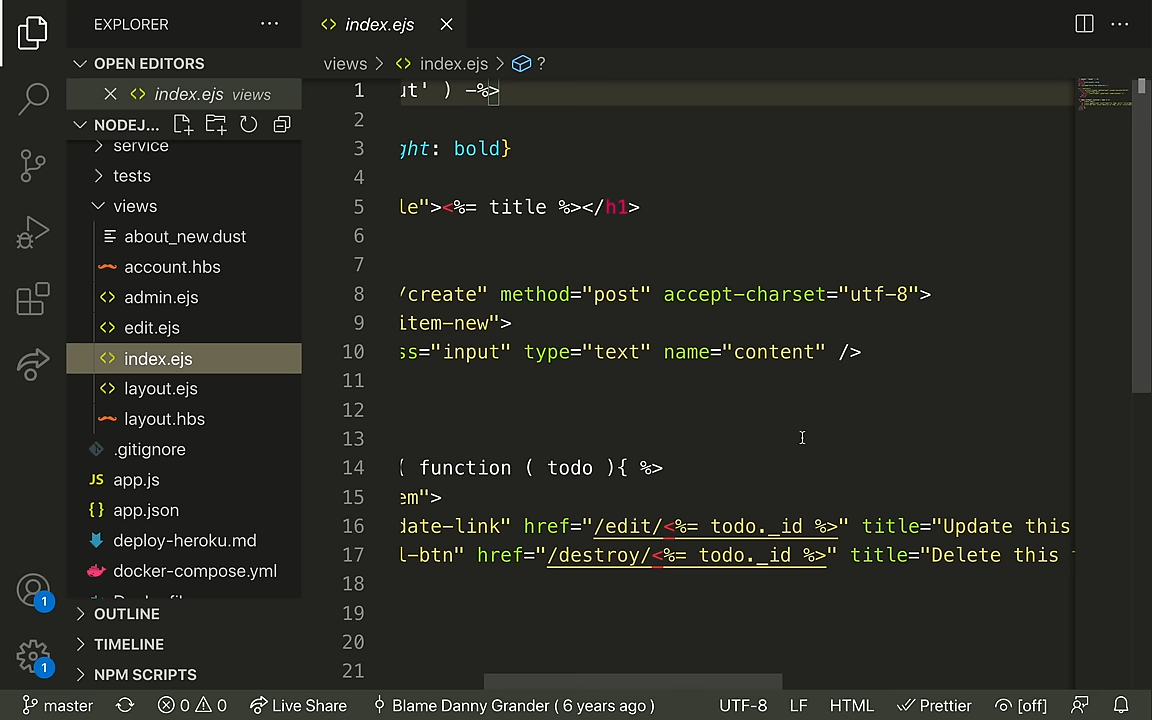 EXPLORER
index.ejs
views
index.ejs
?
OPEN EDITORS
index.ejs views
NODEJ...
service
tests
views
about_new.dust
account.hbs
admin.ejs
edit.ejs
index.ejs
layout.ejs
layout.hbs
.gitignore
JS app.js
{} app.json
deploy-heroku.md
docker-compose.yml
OUTLINE
TIMELINE
NPM SCRIPTS
1 ut' ) -%>
2
3 ght: bold}
4
5 le"><%= title %></h1>
6
7
8 /create" method="post" accept-charset="utf-8">
9 item-new">
10 ss="input" type="text" name="content" />
11
12
13
14 ( function ( todo ){ %>
15 em">
16 date-link" href="/edit/<%= todo._id %>" title="Update this
17 l-btn" href="/destroy/<%= todo._id %>" title="Delete this
18
19
20
21
1
1
master
0 0
Live Share
Blame Danny Grander ( 6 years ago )
UTF-8
LF
HTML
Prettier
[off]